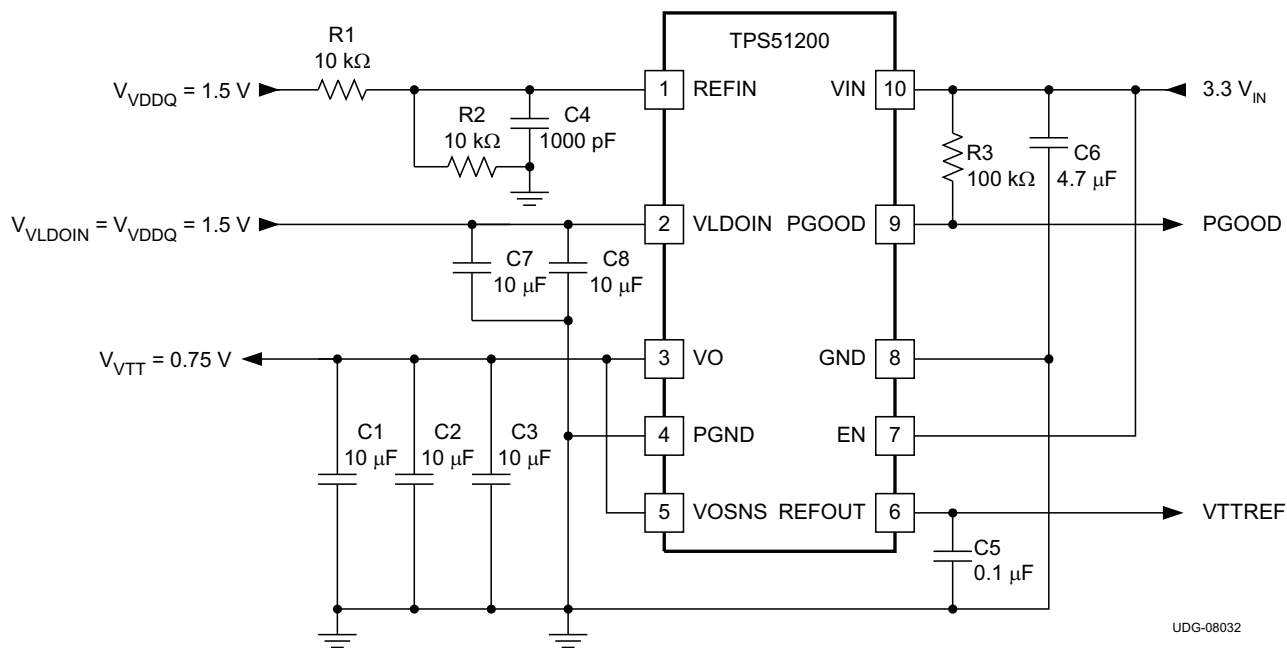 TPS51200
R1
10 kΩ
V_VDDQ = 1.5 V
1 REFIN
VIN 10
3.3 V_IN
R2
10 kΩ
C4
1000 pF
R3
100 kΩ
C6
4.7 μF
V_VLDOIN = V_VDDQ = 1.5 V
2 VLDOIN
PGOOD 9
PGOOD
C7
10 μF
C8
10 μF
V_VTT = 0.75 V
3 VO
GND 8
C1
10 μF
C2
10 μF
C3
10 μF
4 PGND
EN 7
5 VOSNS
REFOUT 6
VTTREF
C5
0.1 μF
UDG-08032